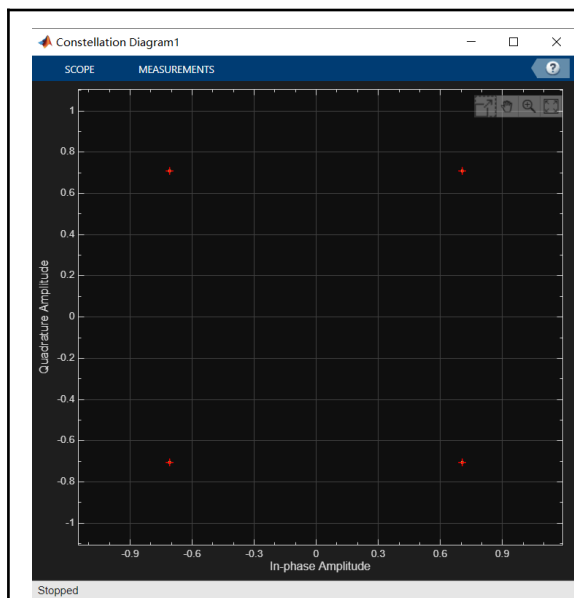 Constellation Diagram1
SCOPE MEASUREMENTS ?
1
0.8
0.6
0.4
0.2
0
-0.2
-0.4
-0.6
-0.8
-1
Quadrature Amplitude
-0.9 -0.6 -0.3 0 0.3 0.6 0.9
In-phase Amplitude
Stopped